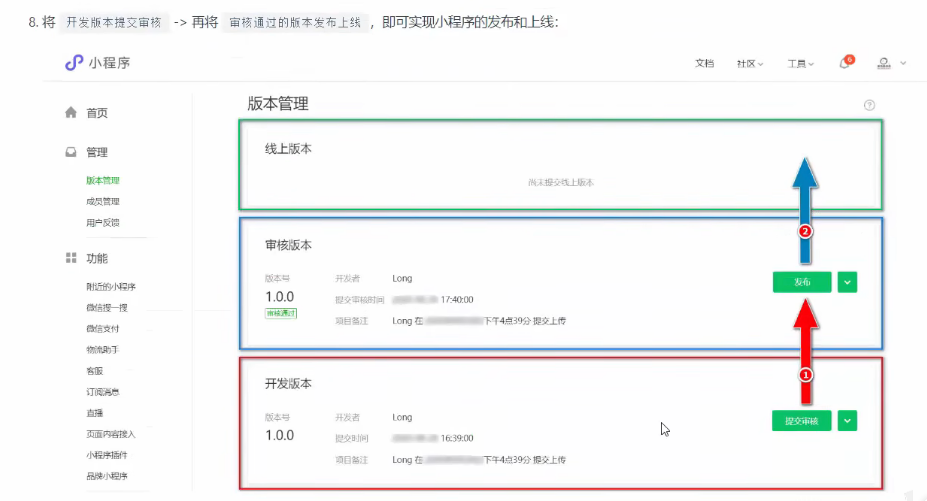 8. 将 开发版本提交审核 -> 再将 审核通过的版本发布上线 ，即可实现小程序的发布和上线：
小程序
文档 社区 工具 6
首页
管理
版本管理
成员管理
用户反馈
功能
附近的小程序
微信搜一搜
微信支付
物流助手
客服
订阅消息
直播
页面内容接入
小程序插件
品牌小程序
版本管理 ?
线上版本
尚未提交线上版本
2
审核版本
版本号 开发者 Long
1.0.0 提交审核时间 17:40:00 发布
审核通过 项目备注 Long 在 下午4点39分 提交上传
1
开发版本
版本号 开发者 Long
1.0.0 提交时间 16:39:00 提交审核
项目备注 Long 在 下午4点39分 提交上传